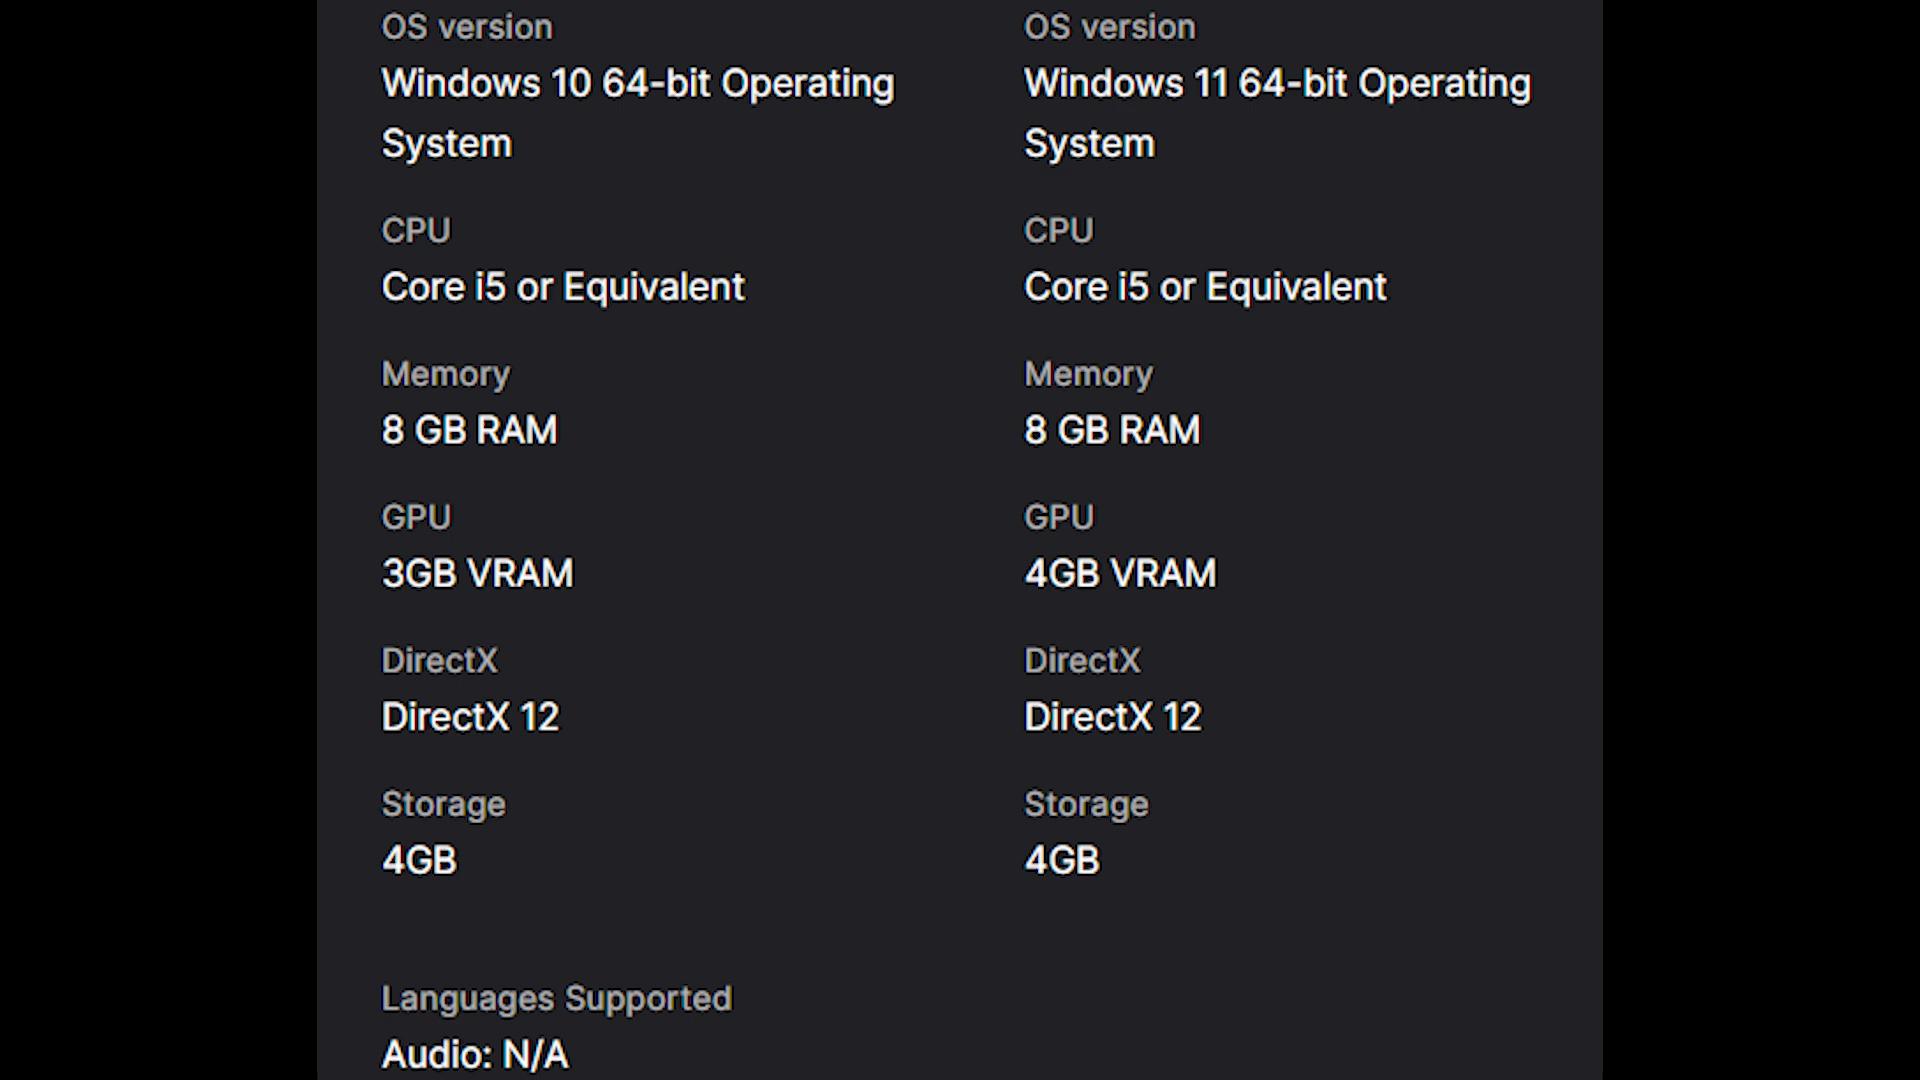 OS version
Windows 10 64-bit Operating
System
CPU
Core i5 or Equivalent
Memory
8 GB RAM
GPU
3GB VRAM
DirectX
DirectX 12
Storage
4GB
OS version
Windows 11 64-bit Operating
System
CPU
Core i5 or Equivalent
Memory
8 GB RAM
GPU
4GB VRAM
DirectX
DirectX 12
Storage
4GB
Languages Supported
Audio: N/A